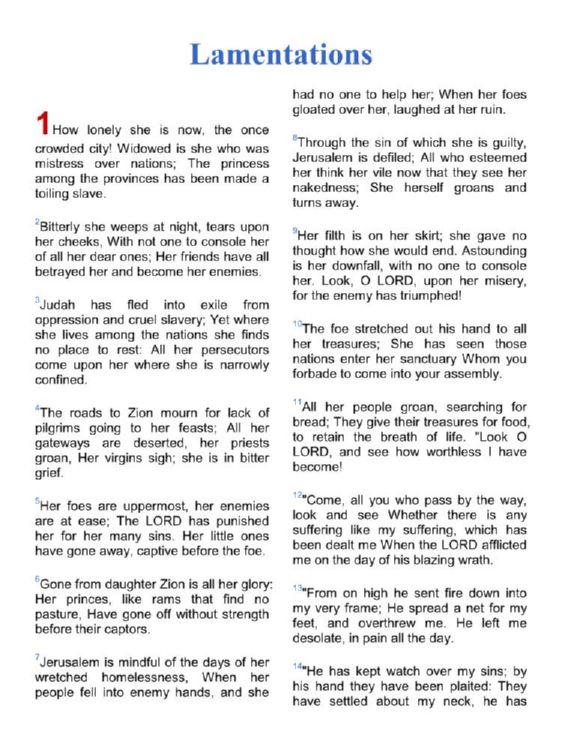 Lamentations
1 How lonely she is now, the once
crowded city! Widowed is she who was
mistress over nations; The princess
among the provinces has been made a
toiling slave.
2 Bitterly she weeps at night, tears upon
her cheeks, With not one to console her
of all her dear ones; Her friends have all
betrayed her and become her enemies.
3 Judah has fled into exile from
oppression and cruel slavery; Yet where
she lives among the nations she finds
no place to rest: All her persecutors
come upon her where she is narrowly
confined.
4 The roads to Zion mourn for lack of
pilgrims going to her feasts; All her
gateways are deserted, her priests
groan, Her virgins sigh; she is in bitter
grief.
5 Her foes are uppermost, her enemies
are at ease; The LORD has punished
her for her many sins. Her little ones
have gone away, captive before the foe.
6 Gone from daughter Zion is all her glory:
Her princes, like rams that find no
pasture, Have gone off without strength
before their captors.
7 Jerusalem is mindful of the days of her
wretched homelessness, When her
people fell into enemy hands, and she
had no one to help her; When her foes
gloated over her, laughed at her ruin.
8 Through the sin of which she is guilty,
Jerusalem is defiled; All who esteemed
her think her vile now that they see her
nakedness; She herself groans and
turns away.
9 Her filth is on her skirt; she gave no
thought how she would end. Astounding
is her downfall, with no one to console
her. Look, O LORD, upon her misery,
for the enemy has triumphed!
10 The foe stretched out his hand to all
her treasures; She has seen those
nations enter her sanctuary Whom you
forbade to come into your assembly.
11 All her people groan, searching for
bread; They give their treasures for food,
to retain the breath of life. "Look O
LORD, and see how worthless I have
become!
12 "Come, all you who pass by the way,
look and see Whether there is any
suffering like my suffering, which has
been dealt me When the LORD afflicted
me on the day of his blazing wrath.
13 "From on high he sent fire down into
my very frame; He spread a net for my
feet, and overthrew me. He left me
desolate, in pain all the day.
14 "He has kept watch over my sins; by
his hand they have been plaited: They
have settled about my neck, he has